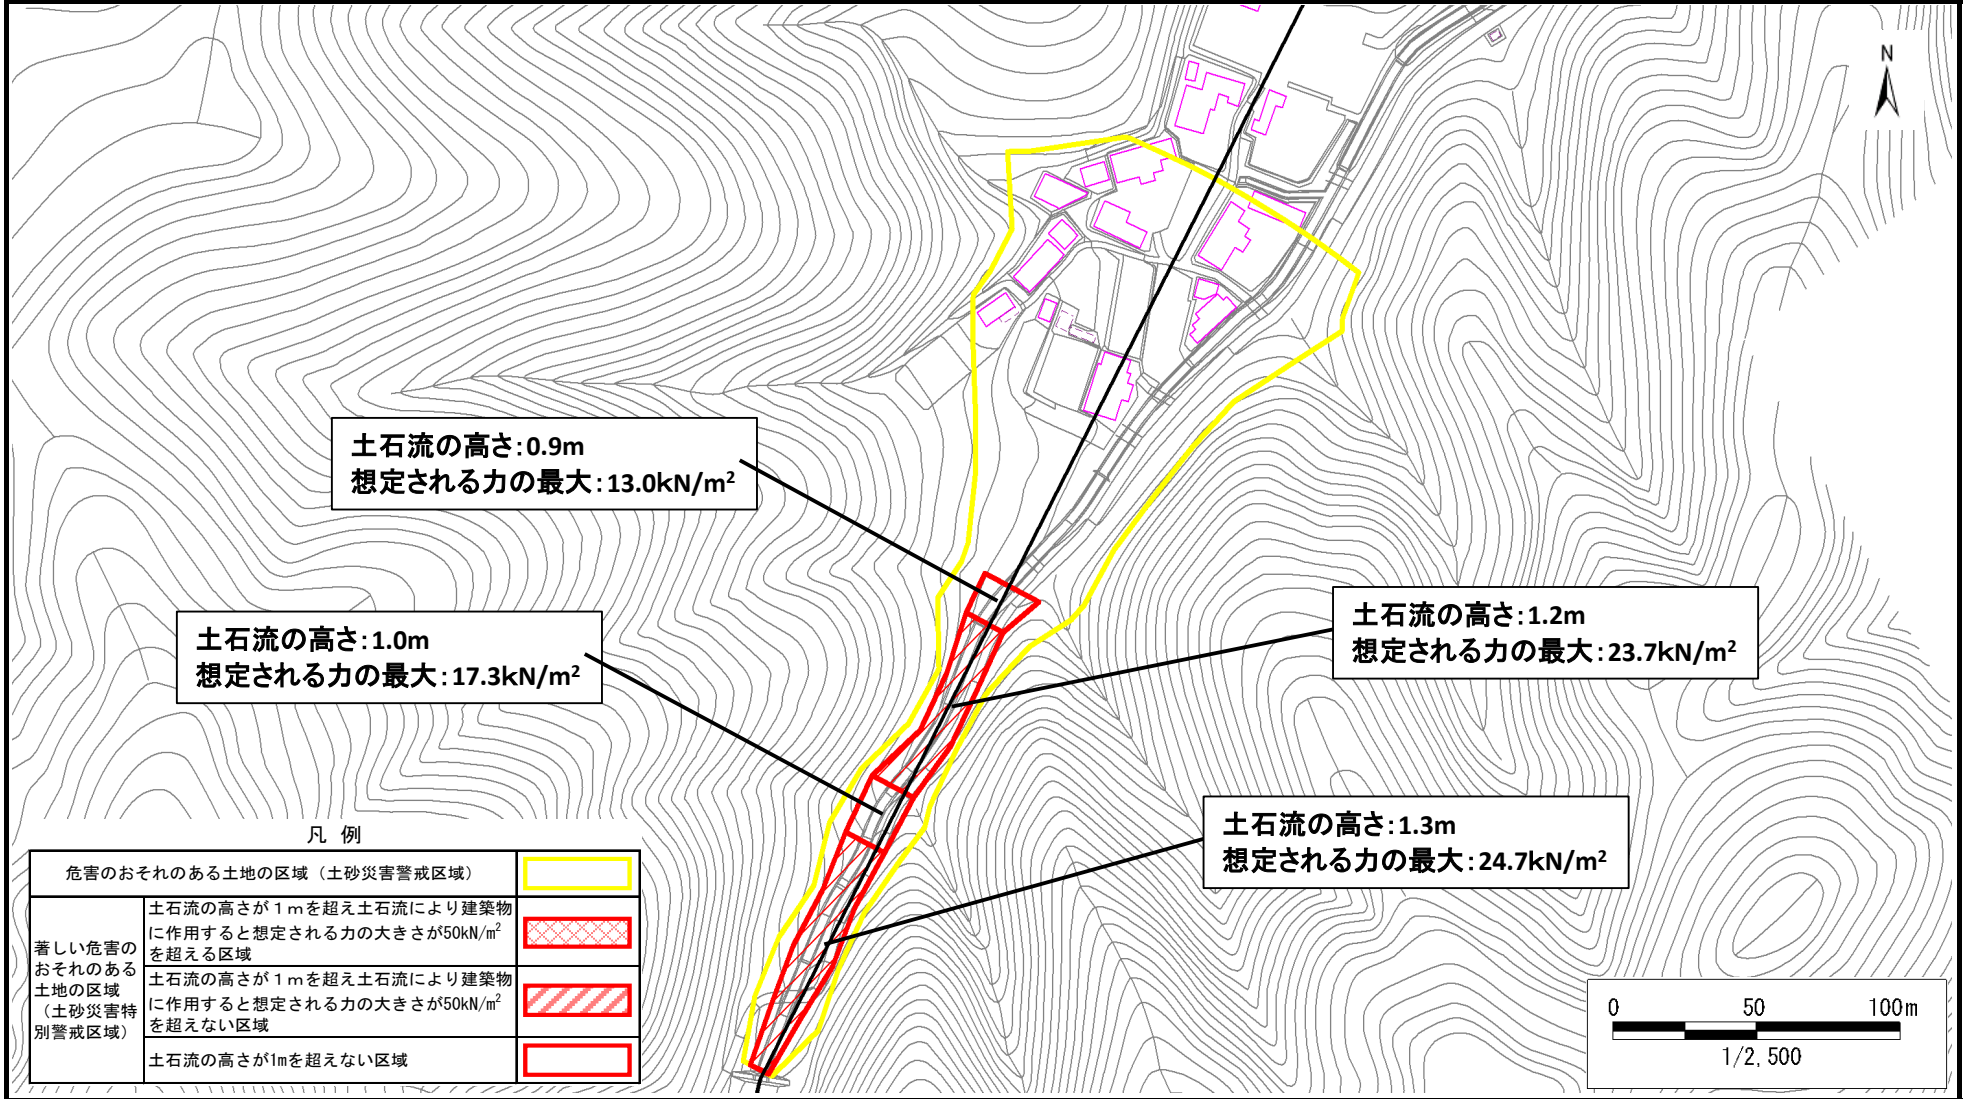 N
土石流の高さ:0.9m
想定される力の最大:13.0kN/m²
土石流の高さ:1.0m
想定される力の最大:17.3kN/m²
土石流の高さ:1.2m
想定される力の最大:23.7kN/m²
土石流の高さ:1.3m
想定される力の最大:24.7kN/m²
凡 例
危害のおそれのある土地の区域（土砂災害警戒区域）
著しい危害の
おそれのある
土地の区域
（土砂災害特
別警戒区域）
土石流の高さが１ｍを超え土石流により建築物
に作用すると想定される力の大きさが50kN/m²
を超える区域
土石流の高さが１ｍを超え土石流により建築物
に作用すると想定される力の大きさが50kN/m²
を超えない区域
土石流の高さが1mを超えない区域
0 50 100m
1/2,500